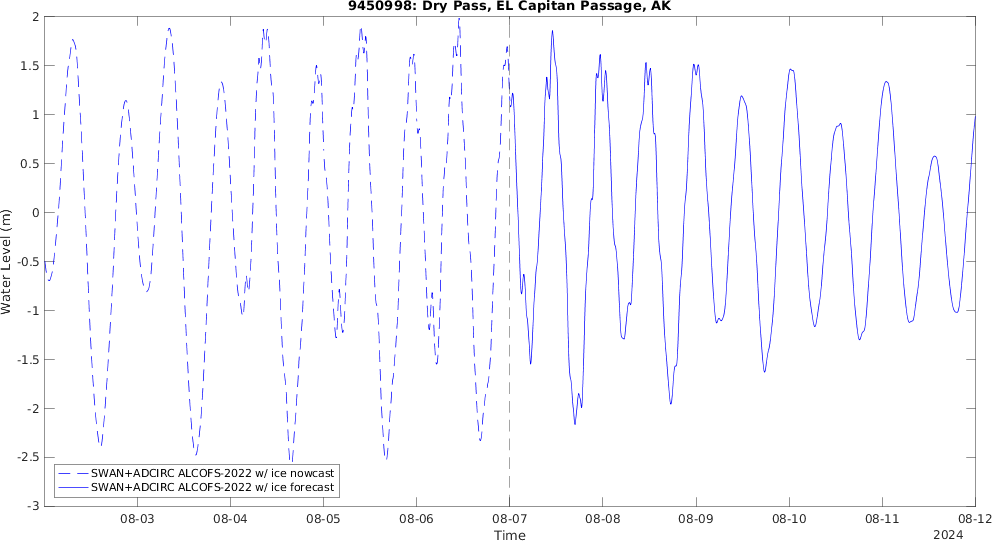 9450998: Dry Pass, EL Capitan Passage, AK
2
1.5
1
0.5
0
-0.5
-1
-1.5
-2
-2.5
-3
Water Level (m)
SWAN+ADCIRC ALCOFS-2022 w/ ice nowcast
SWAN+ADCIRC ALCOFS-2022 w/ ice forecast
08-03 08-04 08-05 08-06 08-07 08-08 08-09 08-10 08-11 08-12
Time
2024